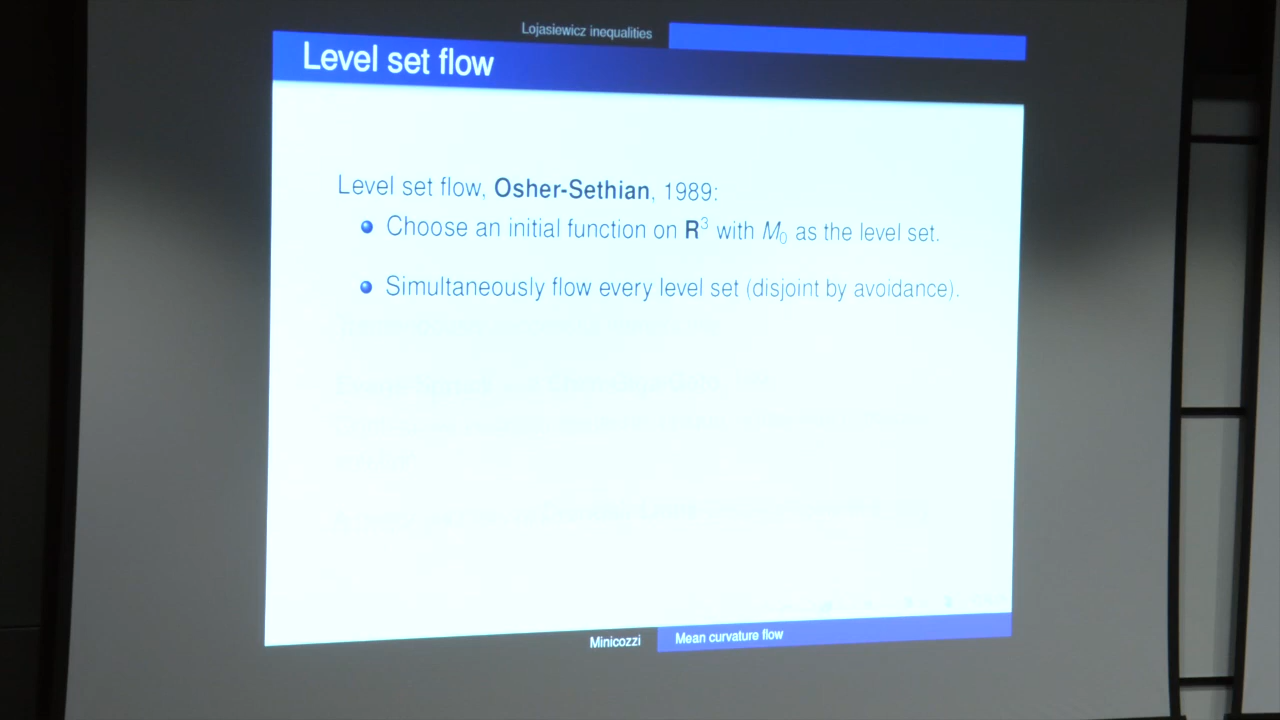 Lojasiewicz inequalities
Level set flow
Level set flow, Osher-Sethian, 1989:
Choose an initial function on R³ with M₀ as the level set.
Simultaneously flow every level set (disjoint by avoidance).
Minicozzi
Mean curvature flow